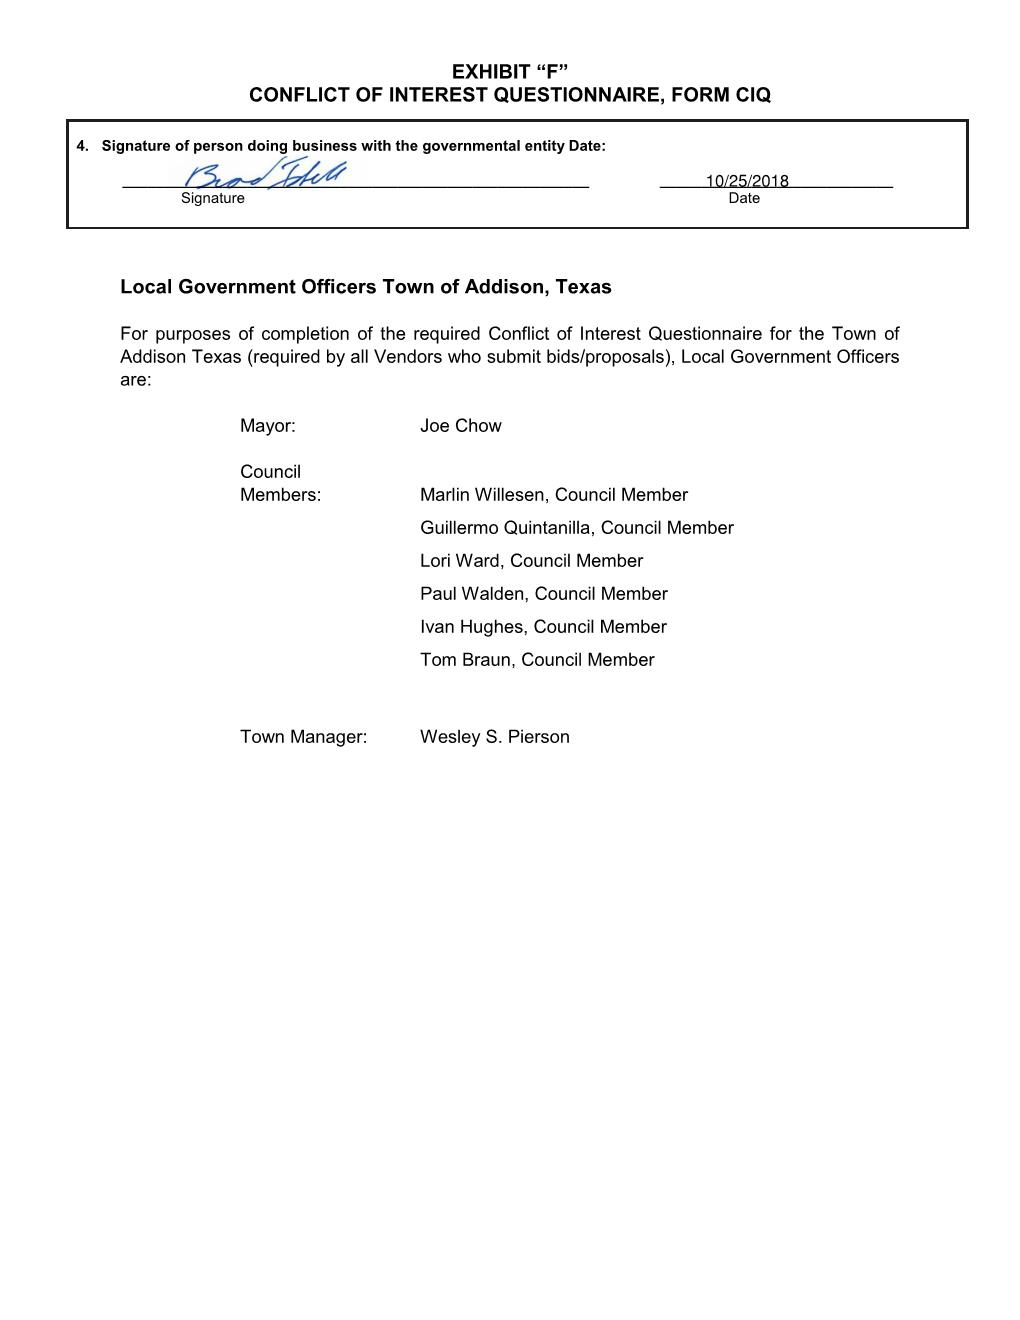 EXHIBIT “F”
CONFLICT OF INTEREST QUESTIONNAIRE, FORM CIQ
4. Signature of person doing business with the governmental entity Date:
Brad
10/25/2018
Signature
Date
Local Government Officers Town of Addison, Texas
For purposes of completion of the required Conflict of Interest Questionnaire for the Town of
Addison Texas (required by all Vendors who submit bids/proposals), Local Government Officers
are:
Mayor: Joe Chow
Council
Members: Marlin Willesen, Council Member
Guillermo Quintanilla, Council Member
Lori Ward, Council Member
Paul Walden, Council Member
Ivan Hughes, Council Member
Tom Braun, Council Member
Town Manager: Wesley S. Pierson